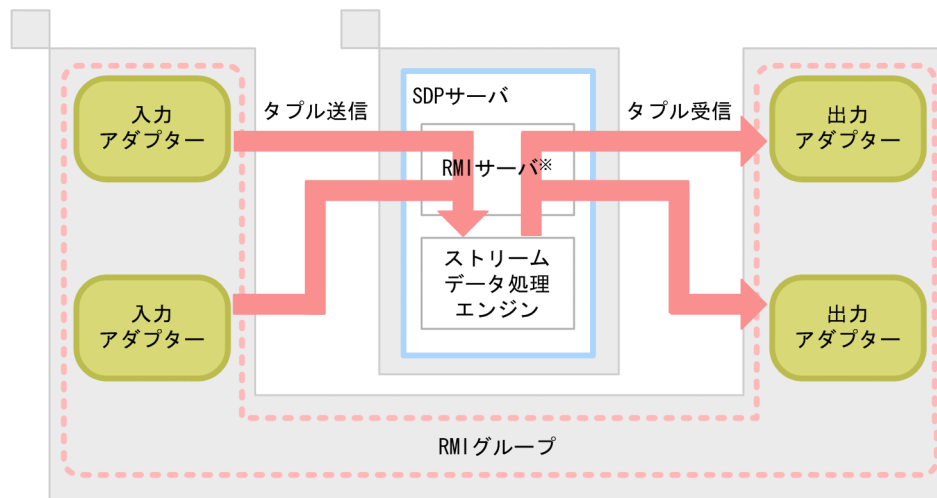 入力
アダプター
タプル送信
SDPサーバ
タプル受信
出力
アダプター
RMIサーバ※
ストリーム
データ処理
エンジン
入力
アダプター
出力
アダプター
RMIグループ